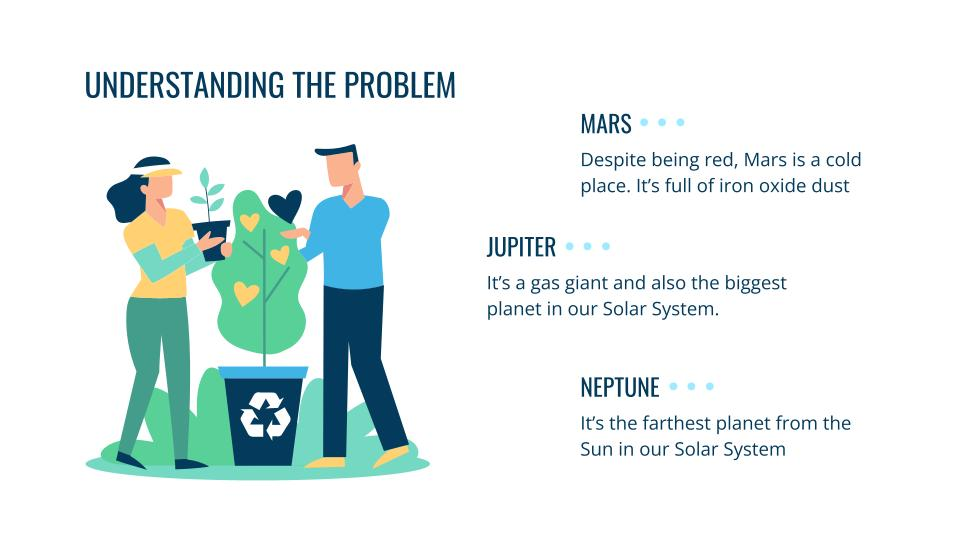 UNDERSTANDING THE PROBLEM
MARS
Despite being red, Mars is a cold
place. It’s full of iron oxide dust
JUPITER
It’s a gas giant and also the biggest
planet in our Solar System.
NEPTUNE
It’s the farthest planet from the
Sun in our Solar System